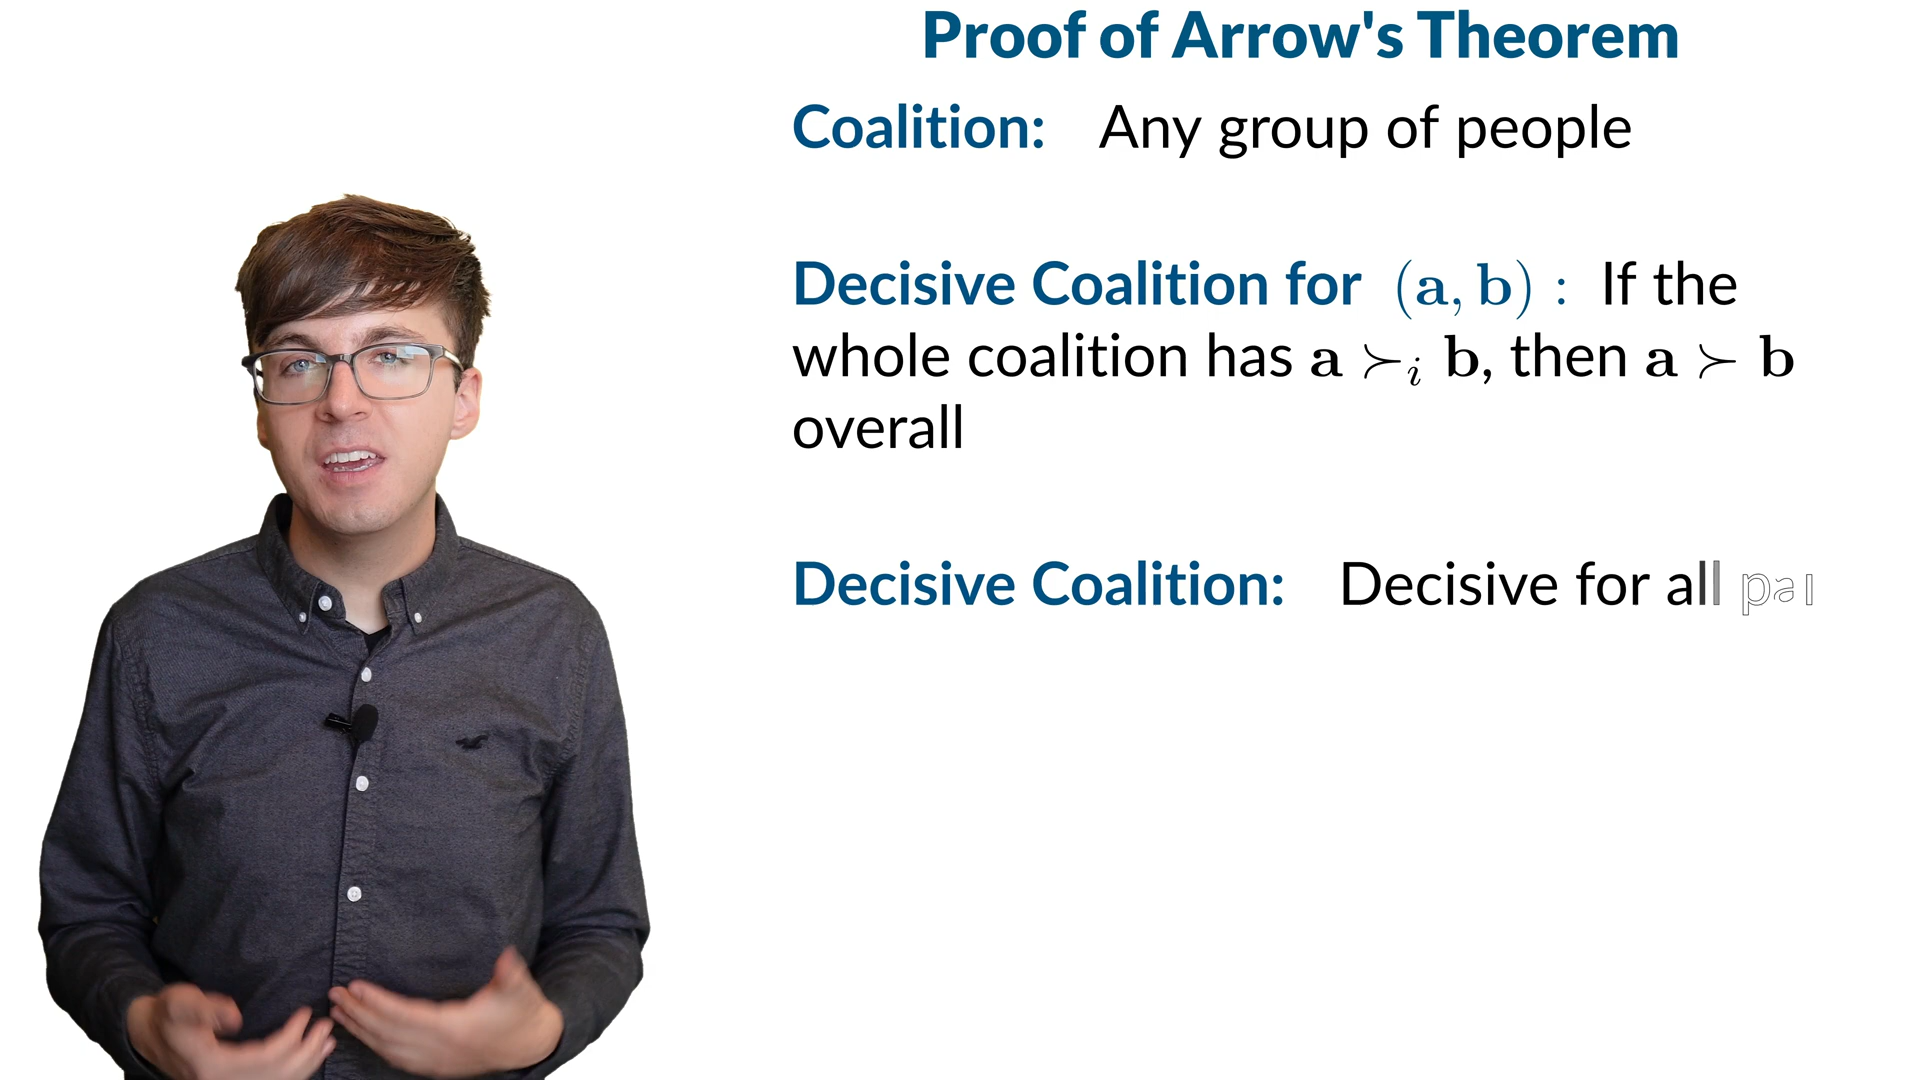 Proof of Arrow's Theorem
Coalition: Any group of people
Decisive Coalition for (a, b) : If the
whole coalition has a ≻ᵢ b, then a ≻ b
overall
Decisive Coalition: Decisive for all